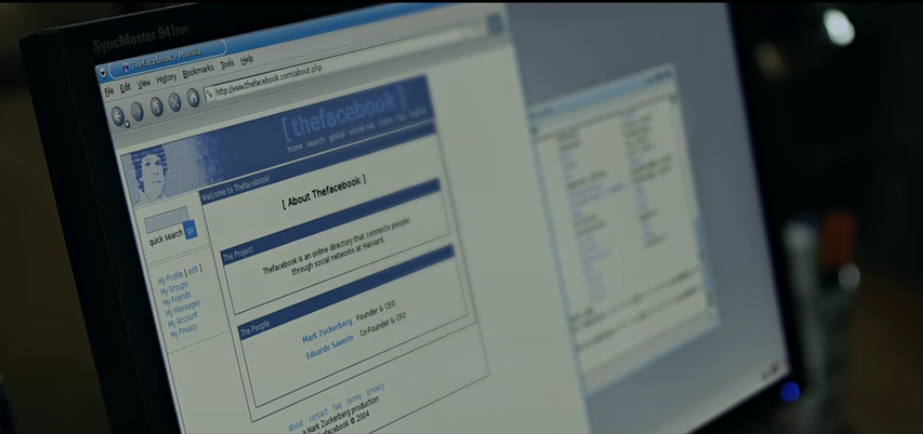 SyncMaster 941BW
Thefacebook - Mozilla
File Edit View History Bookmarks Tools Help
http://www.thefacebook.com/about.php
[ thefacebook ]
home search global social net invite faq logout
Welcome to Thefacebook!
[ About Thefacebook ]
quick search go
The Project
Thefacebook is an online directory that connects people
through social networks at Harvard.
My Profile [ edit ]
My Groups
My Friends
My Messages
My Account
My Privacy
The People
Mark Zuckerberg Founder & CEO
Eduardo Saverin Co-Founder & CFO
about contact faq terms privacy
a Mark Zuckerberg production
Thefacebook © 2004